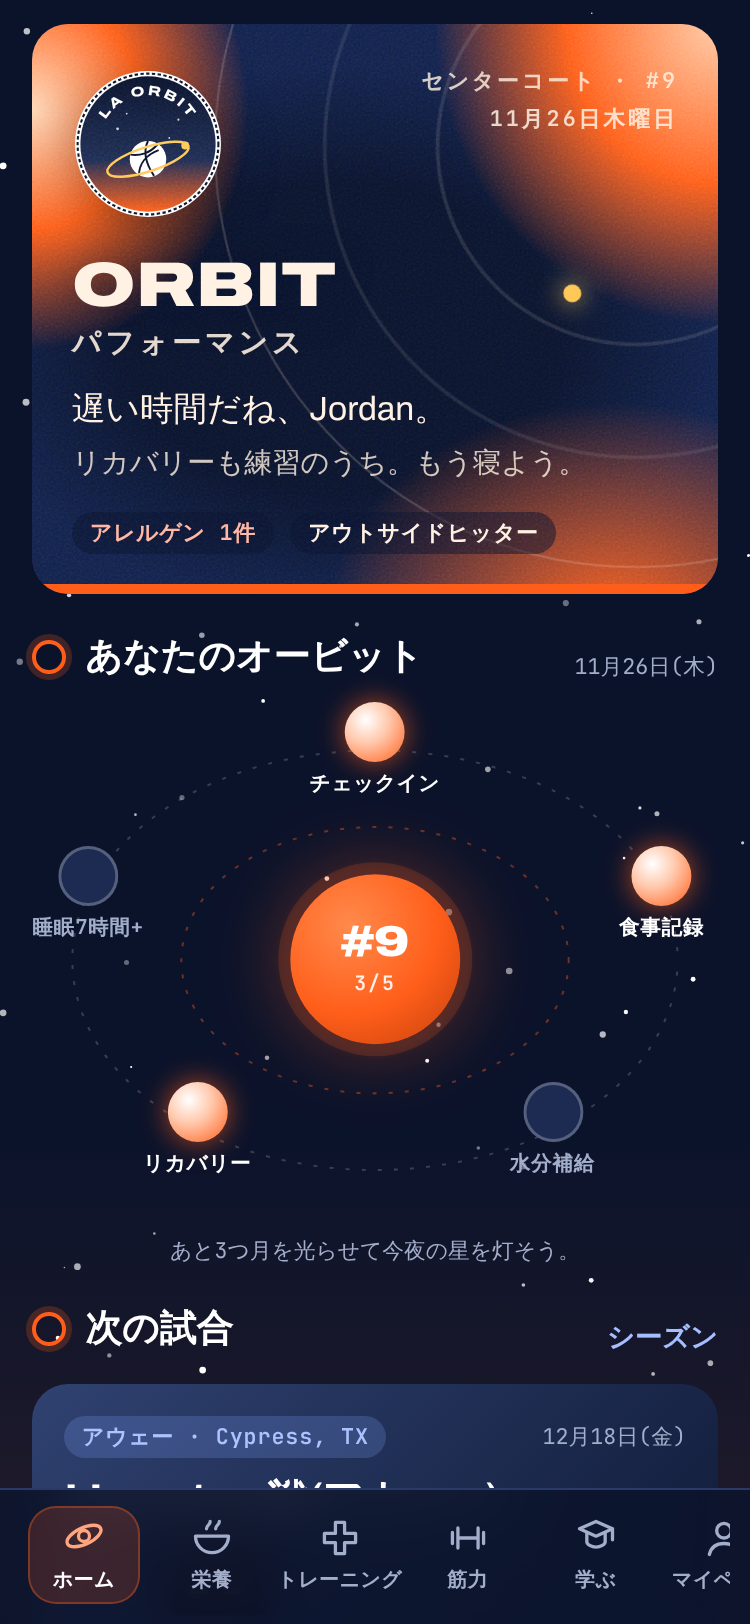 LA ORBIT
センターコート · #9
11月26日木曜日
ORBIT
パフォーマンス
遅い時間だね、Jordan。
リカバリーも練習のうち。もう寝よう。
アレルゲン 1件
アウトサイドヒッター
あなたのオービット
11月26日(木)
チェックイン
睡眠7時間+
食事記録
#9
3/5
リカバリー
水分補給
あと3つ月を光らせて今夜の星を灯そう。
次の試合
シーズン
アウェー · Cypress, TX
12月18日(金)
ホーム
栄養
トレーニング
筋力
学ぶ
マイペ